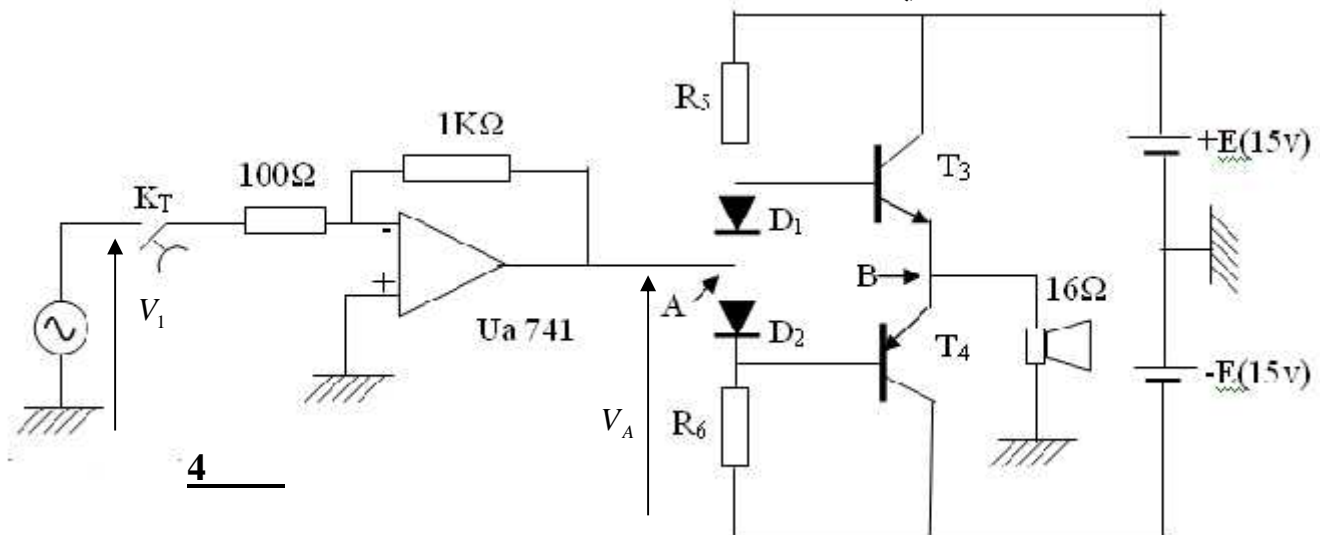 R5
1KΩ
+E(15v)
100Ω
T3
KT
D1
-
B
16Ω
+
V1
A
Ua 741
D2
T4
-E(15v)
VA
R6
4